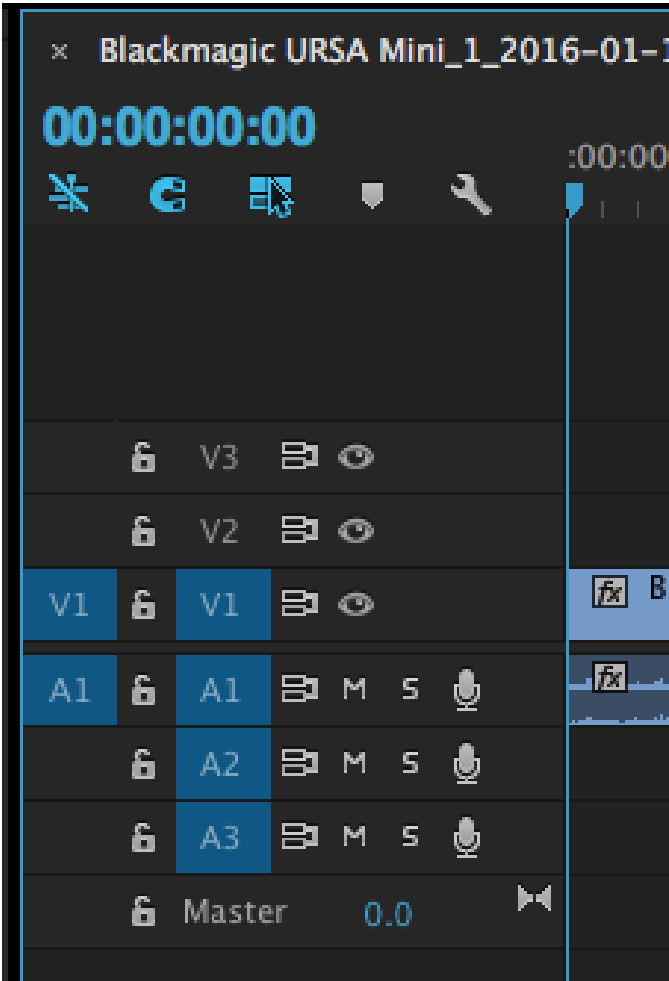 × Blackmagic URSA Mini_1_2016-01-1
00:00:00:00
:00:00
V3
V2
V1 V1 fx B
A1 A1 M S fx
A2 M S
A3 M S
Master 0.0